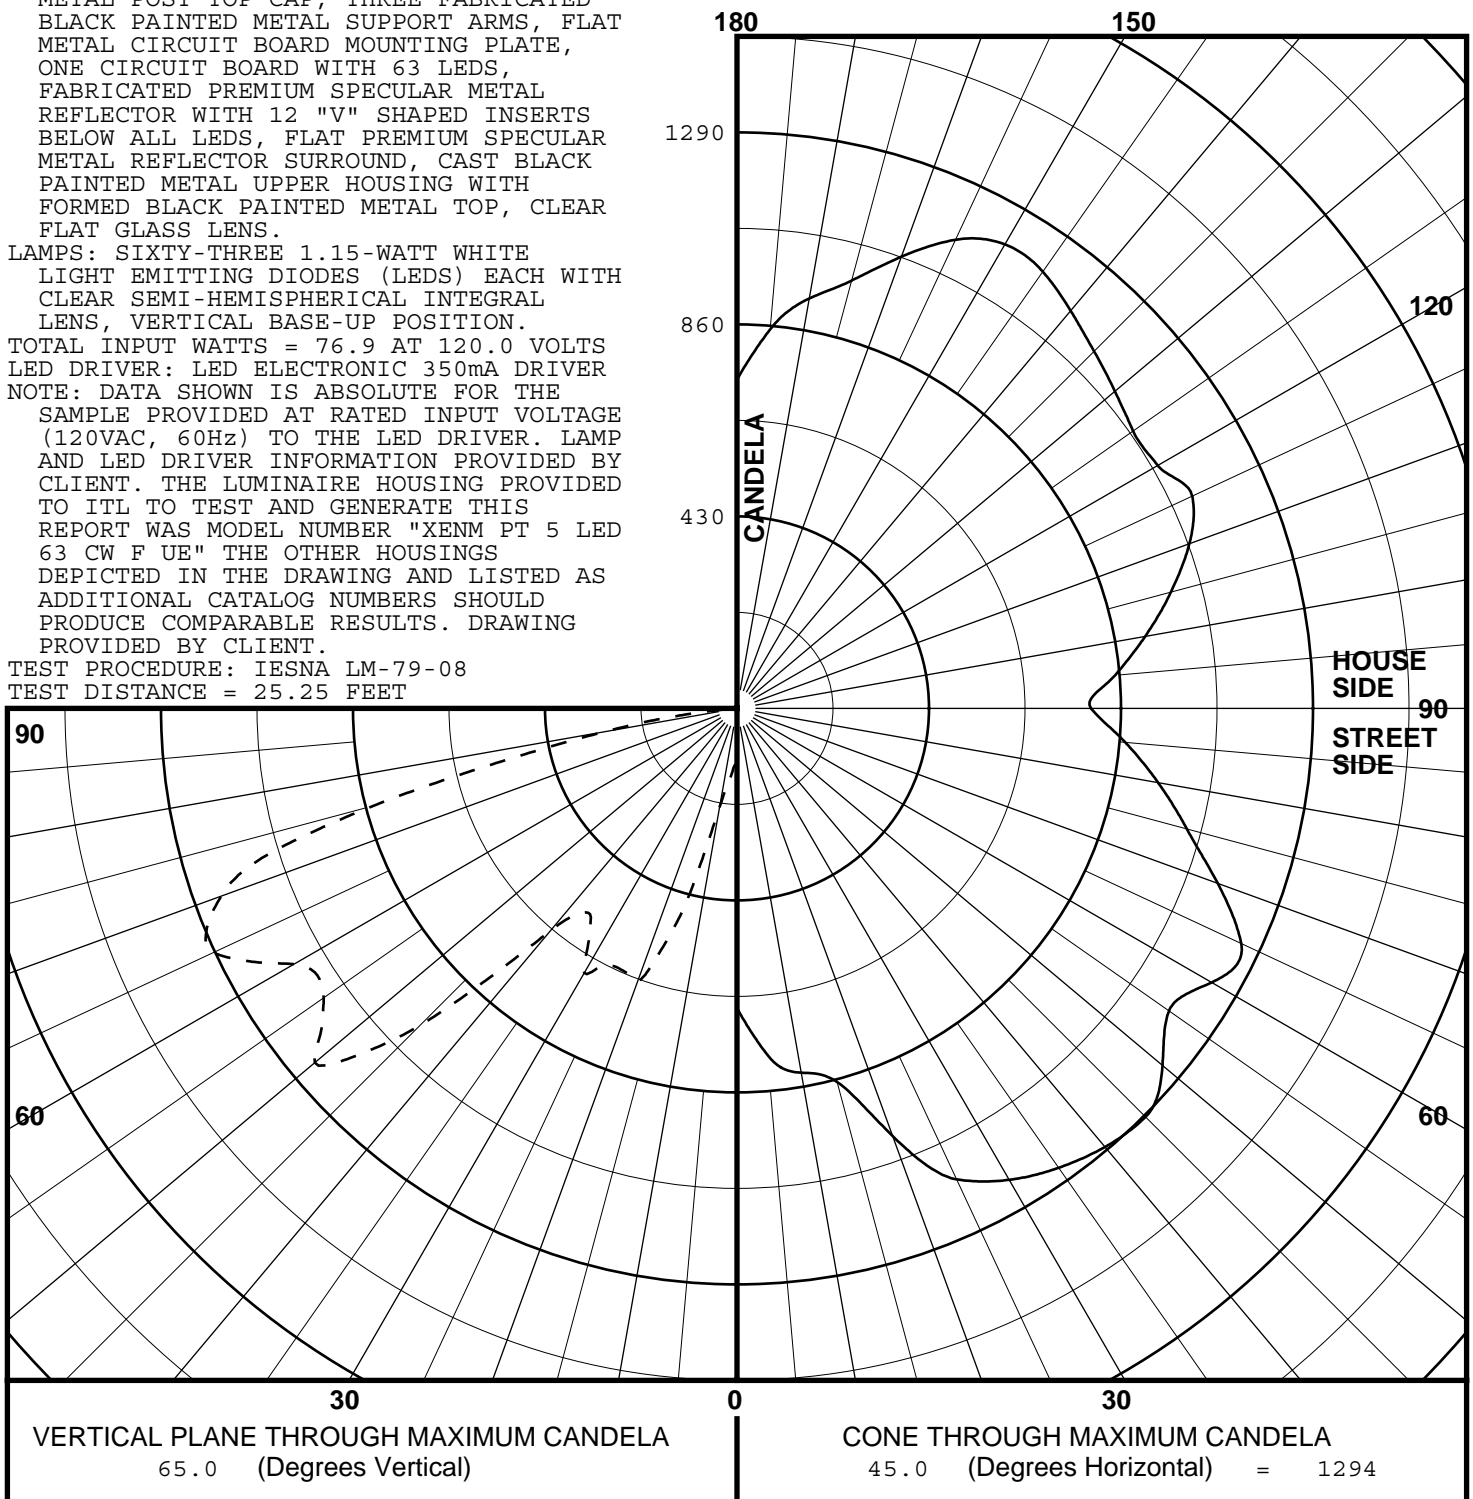 METAL POST TOP CAP, THREE FABRICATED
BLACK PAINTED METAL SUPPORT ARMS, FLAT
METAL CIRCUIT BOARD MOUNTING PLATE,
ONE CIRCUIT BOARD WITH 63 LEDS,
FABRICATED PREMIUM SPECULAR METAL
REFLECTOR WITH 12 "V" SHAPED INSERTS
BELOW ALL LEDS, FLAT PREMIUM SPECULAR
METAL REFLECTOR SURROUND, CAST BLACK
PAINTED METAL UPPER HOUSING WITH
FORMED BLACK PAINTED METAL TOP, CLEAR
FLAT GLASS LENS.
LAMPS: SIXTY-THREE 1.15-WATT WHITE
LIGHT EMITTING DIODES (LEDS) EACH WITH
CLEAR SEMI-HEMISPHERICAL INTEGRAL
LENS, VERTICAL BASE-UP POSITION.
TOTAL INPUT WATTS = 76.9 AT 120.0 VOLTS
LED DRIVER: LED ELECTRONIC 350mA DRIVER
NOTE: DATA SHOWN IS ABSOLUTE FOR THE
SAMPLE PROVIDED AT RATED INPUT VOLTAGE
(120VAC, 60Hz) TO THE LED DRIVER. LAMP
AND LED DRIVER INFORMATION PROVIDED BY
CLIENT. THE LUMINAIRE HOUSING PROVIDED
TO ITL TO TEST AND GENERATE THIS
REPORT WAS MODEL NUMBER "XENM PT 5 LED
63 CW F UE" THE OTHER HOUSINGS
DEPICTED IN THE DRAWING AND LISTED AS
ADDITIONAL CATALOG NUMBERS SHOULD
PRODUCE COMPARABLE RESULTS. DRAWING
PROVIDED BY CLIENT.
TEST PROCEDURE: IESNA LM-79-08
TEST DISTANCE = 25.25 FEET
180
150
1290
120
860
CANDELA
430
HOUSE
SIDE
90
90
STREET
SIDE
60
60
30
0
30
VERTICAL PLANE THROUGH MAXIMUM CANDELA
65.0 (Degrees Vertical)
CONE THROUGH MAXIMUM CANDELA
45.0 (Degrees Horizontal) = 1294